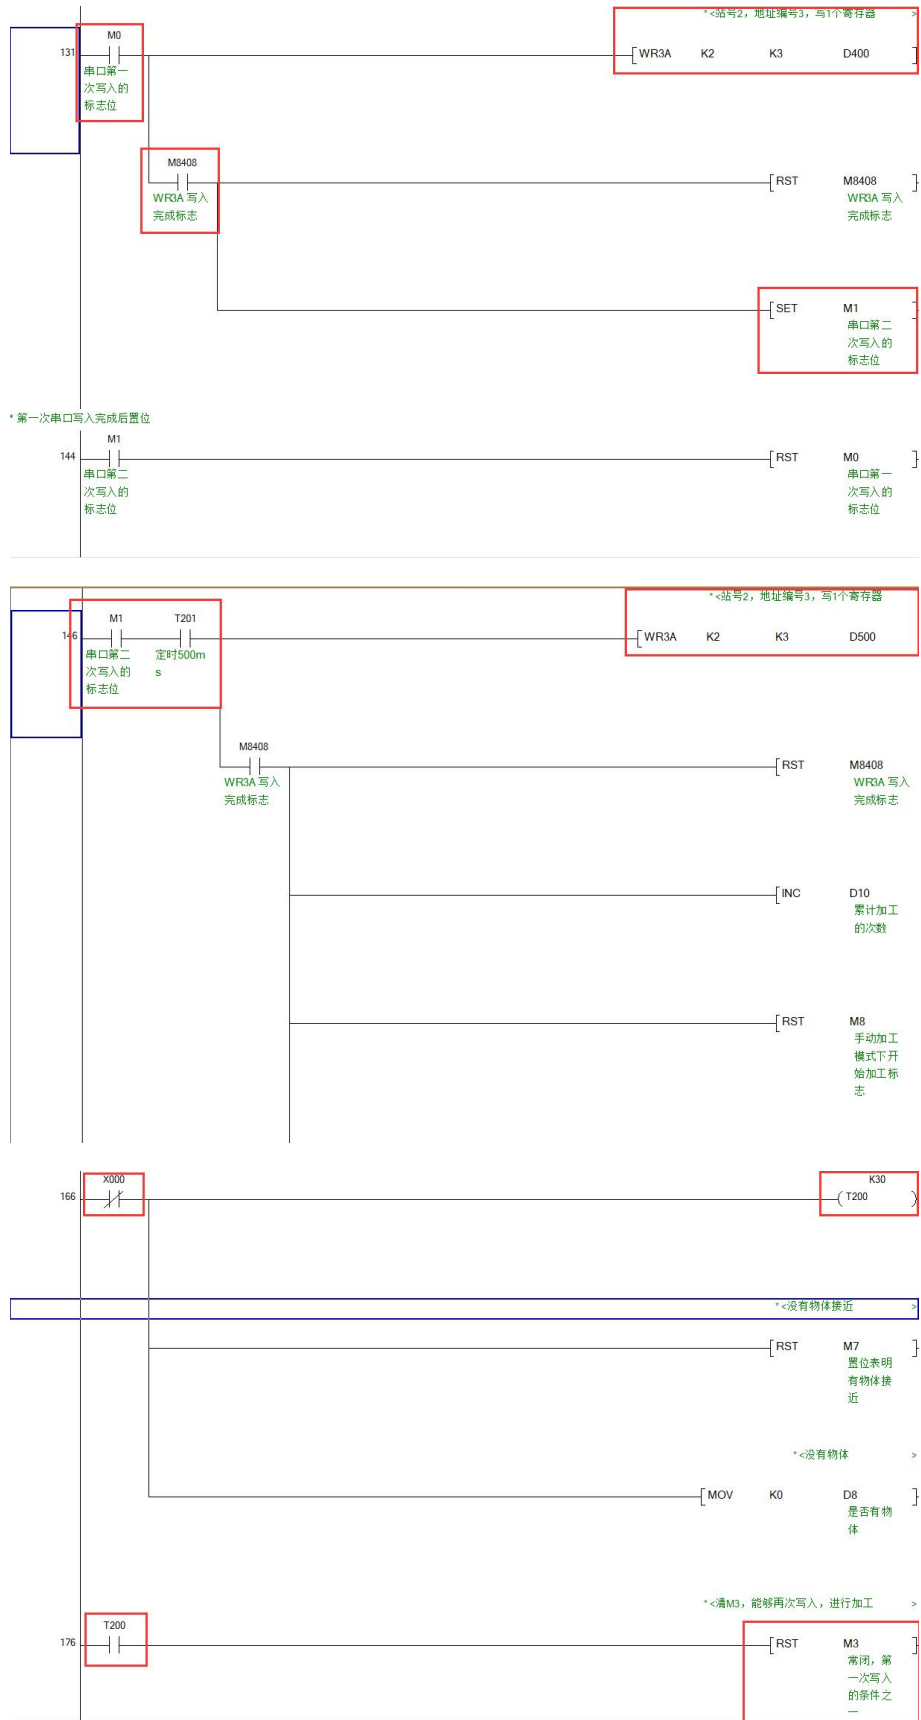 * <站号2，地址编号3，写1个寄存器 >
M0
131
[ WR3A K2 K3 D400 ]
串口第一
次写入的
标志位
M8408
[ RST M8408 ]
WR3A 写入
完成标志
WR3A 写入
完成标志
[ SET M1 ]
串口第二
次写入的
标志位
* 第一次串口写入完成后置位
M1
144
[ RST M0 ]
串口第二
次写入的
标志位
串口第一
次写入的
标志位
* <站号2，地址编号3，写1个寄存器
M1 T201
146
[ WR3A K2 K3 D500
串口第二
次写入的
标志位
定时500m
s
M8408
[ RST M8408 ]
WR3A 写入
完成标志
WR3A 写入
完成标志
[ INC D10 ]
累计加工
的次数
[ RST M8 ]
手动加工
模式下开
始加工标
志
X000
K30
166
( T200 )
* <没有物体接近 >
[ RST M7 ]
置位表明
有物体接
近
* <没有物体 >
[ MOV K0 D8 ]
是否有物
体
* <清M3，能够再次写入，进行加工 >
T200
176
[ RST M3 ]
常闭，第
一次写入
的条件之
一